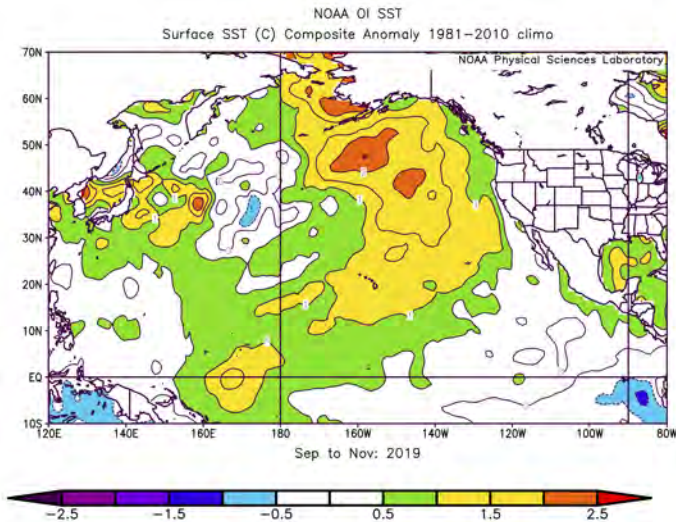 NOAA OI SST
Surface SST (C) Composite Anomaly 1981-2010 climo
70N
NOAA Physical Sciences Laboratory
60N
50N
40N
30N
20N
10N
EQ
10S
120E 140E 160E 180 160W 140W 120W 100W 80W
Sep to Nov: 2019
-2.5 -1.5 -0.5 0.5 1.5 2.5